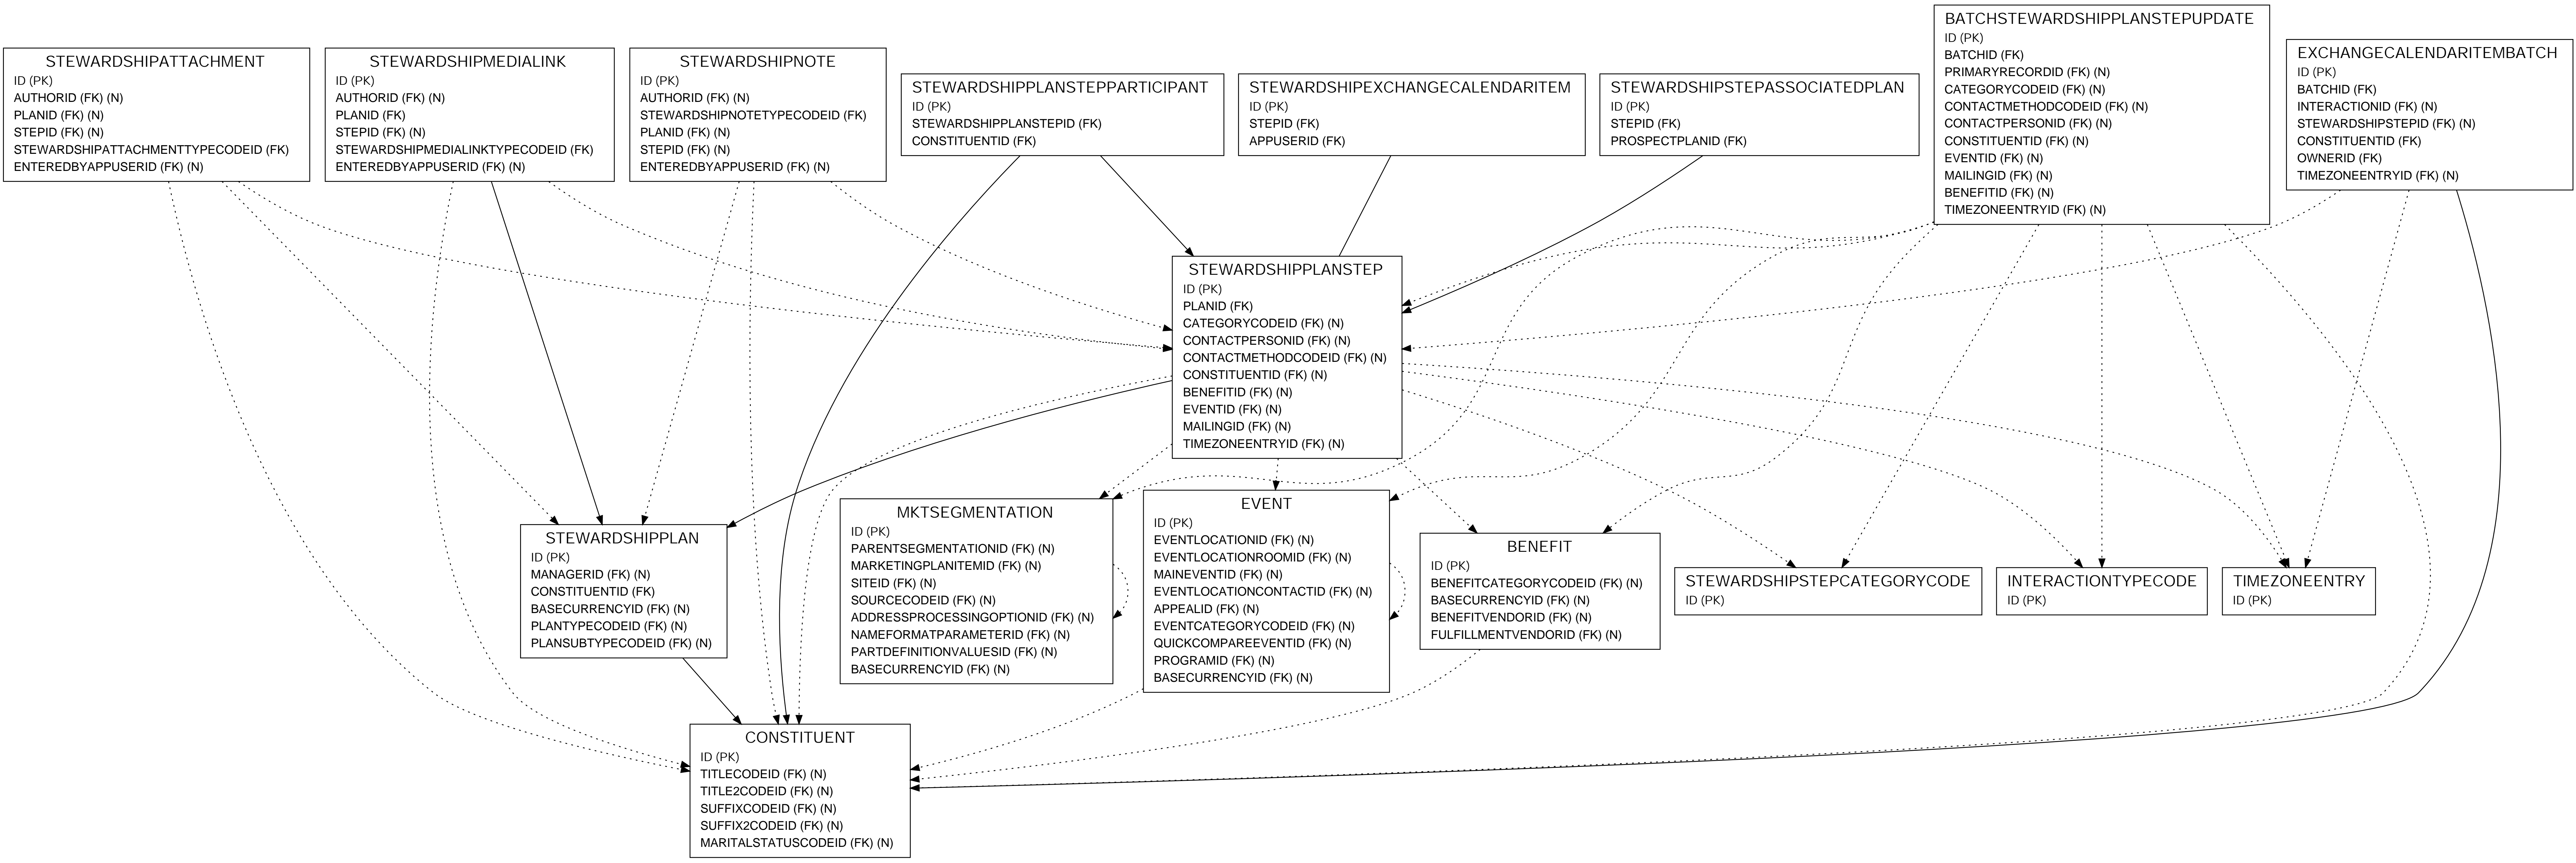 STEWARDSHIPATTACHMENT
ID (PK)
AUTHORID (FK) (N)
PLANID (FK) (N)
STEPID (FK) (N)
STEWARDSHIPATTACHMENTTYPECODEID (FK)
ENTEREDBYAPPUSERID (FK) (N)
STEWARDSHIPMEDIALINK
ID (PK)
AUTHORID (FK) (N)
PLANID (FK)
STEPID (FK) (N)
STEWARDSHIPMEDIALINKTYPECODEID (FK)
ENTEREDBYAPPUSERID (FK) (N)
STEWARDSHIPNOTE
ID (PK)
AUTHORID (FK) (N)
STEWARDSHIPNOTETYPECODEID (FK)
PLANID (FK) (N)
STEPID (FK) (N)
ENTEREDBYAPPUSERID (FK) (N)
STEWARDSHIPPLANSTEPPARTICIPANT
ID (PK)
STEWARDSHIPPLANSTEPID (FK)
CONSTITUENTID (FK)
STEWARDSHIPEXCHANGECALENDARITEM
ID (PK)
STEPID (FK)
APPUSERID (FK)
STEWARDSHIPSTEPASSOCIATEDPLAN
ID (PK)
STEPID (FK)
PROSPECTPLANID (FK)
BATCHSTEWARDSHIPPLANSTEPUPDATE
ID (PK)
BATCHID (FK)
PRIMARYRECORDID (FK) (N)
CATEGORYCODEID (FK) (N)
CONTACTMETHODCODEID (FK) (N)
CONTACTPERSONID (FK) (N)
CONSTITUENTID (FK) (N)
EVENTID (FK) (N)
MAILINGID (FK) (N)
BENEFITID (FK) (N)
TIMEZONEENTRYID (FK) (N)
EXCHANGECALENDARITEMBATCH
ID (PK)
BATCHID (FK)
INTERACTIONID (FK) (N)
STEWARDSHIPSTEPID (FK) (N)
CONSTITUENTID (FK)
OWNERID (FK)
TIMEZONEENTRYID (FK) (N)
STEWARDSHIPPLANSTEP
ID (PK)
PLANID (FK)
CATEGORYCODEID (FK) (N)
CONTACTPERSONID (FK) (N)
CONTACTMETHODCODEID (FK) (N)
CONSTITUENTID (FK) (N)
BENEFITID (FK) (N)
EVENTID (FK) (N)
MAILINGID (FK) (N)
TIMEZONEENTRYID (FK) (N)
STEWARDSHIPPLAN
ID (PK)
MANAGERID (FK) (N)
CONSTITUENTID (FK)
BASECURRENCYID (FK) (N)
PLANTYPECODEID (FK) (N)
PLANSUBTYPECODEID (FK) (N)
MKTSEGMENTATION
ID (PK)
PARENTSEGMENTATIONID (FK) (N)
MARKETINGPLANITEMID (FK) (N)
SITEID (FK) (N)
SOURCECODEID (FK) (N)
ADDRESSPROCESSINGOPTIONID (FK) (N)
NAMEFORMATPARAMETERID (FK) (N)
PARTDEFINITIONVALUESID (FK) (N)
BASECURRENCYID (FK) (N)
EVENT
ID (PK)
EVENTLOCATIONID (FK) (N)
EVENTLOCATIONROOMID (FK) (N)
MAINEVENTID (FK) (N)
EVENTLOCATIONCONTACTID (FK) (N)
APPEALID (FK) (N)
EVENTCATEGORYCODEID (FK) (N)
QUICKCOMPAREEVENTID (FK) (N)
PROGRAMID (FK) (N)
BASECURRENCYID (FK) (N)
BENEFIT
ID (PK)
BENEFITCATEGORYCODEID (FK) (N)
BASECURRENCYID (FK) (N)
BENEFITVENDORID (FK) (N)
FULFILLMENTVENDORID (FK) (N)
STEWARDSHIPSTEPCATEGORYCODE
ID (PK)
INTERACTIONTYPECODE
ID (PK)
TIMEZONEENTRY
ID (PK)
CONSTITUENT
ID (PK)
TITLECODEID (FK) (N)
TITLE2CODEID (FK) (N)
SUFFIXCODEID (FK) (N)
SUFFIX2CODEID (FK) (N)
MARITALSTATUSCODEID (FK) (N)